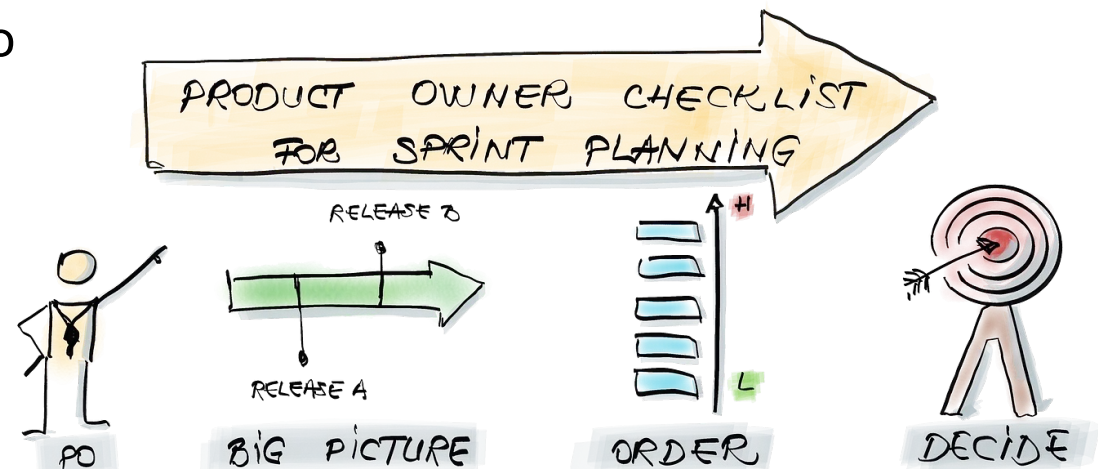 PRODUCT OWNER CHECKLIST
FOR SPRINT PLANNING
RELEASE B
H
RELEASE A
L
PO
BIG PICTURE
ORDER
DECIDE